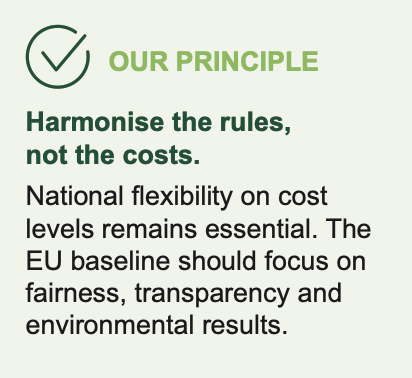 OUR PRINCIPLE
Harmonise the rules,
not the costs.
National flexibility on cost
levels remains essential. The
EU baseline should focus on
fairness, transparency and
environmental results.